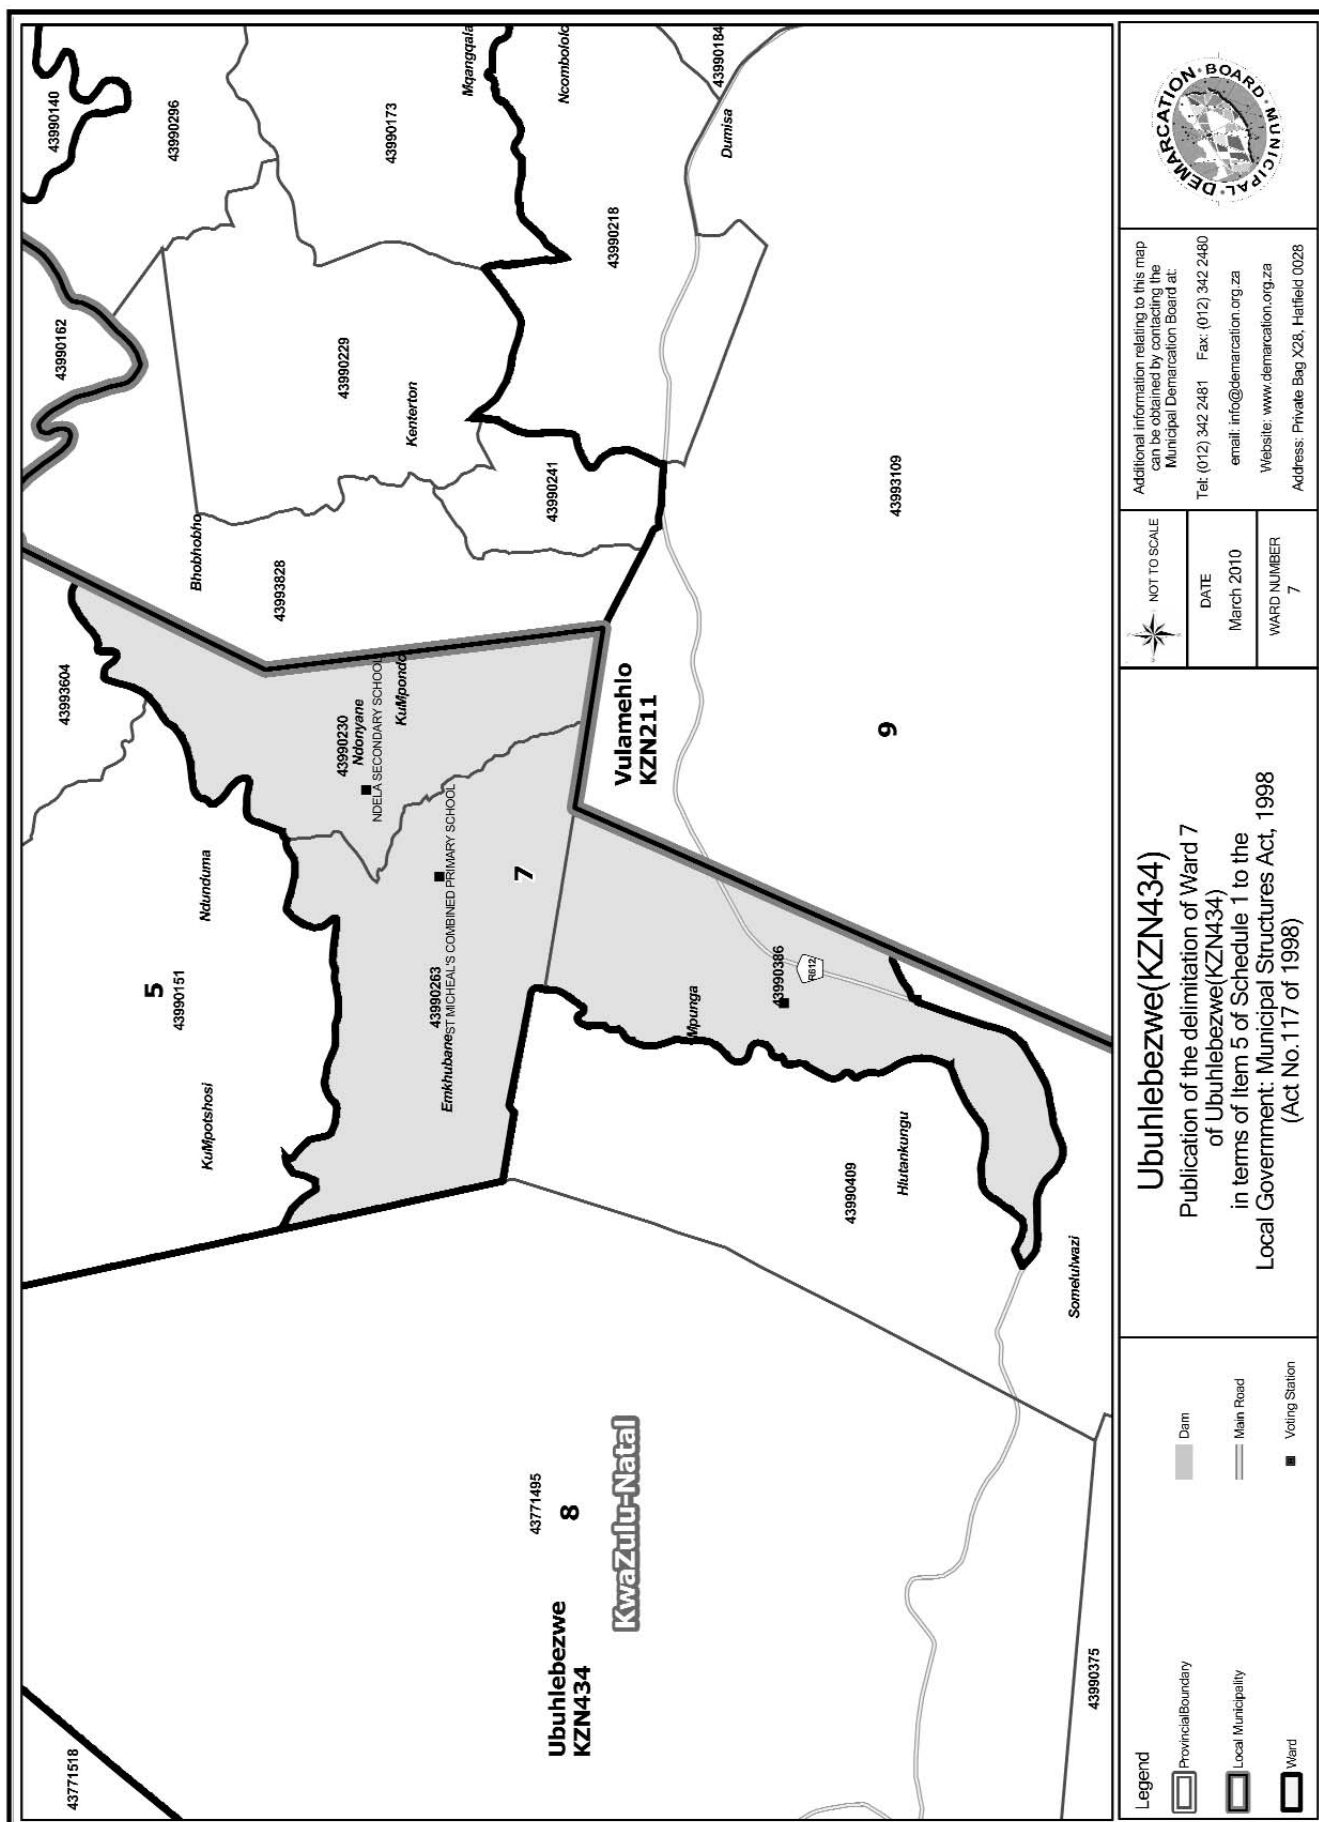 43771518
Ubuhlebezwe
KZN434
43771495
8
KwaZulu-Natal
43990375
5
43990151
KuMpotshosi
Ndunduma
43993604
43990140
43990162
43990296
43990173
43990229
Kenterton
Bhobhobho
43993828
43990241
43990218
Mqangqala
Ncombololo
43990184
Dumisa
43990230
Ndonyane
NDELA SECONDARY SCHOOL
KuMpondo
43990263
Emkhubane
ST MICHEAL'S COMBINED PRIMARY SCHOOL
7
Vulamehlo
KZN211
9
43993109
Mpunga
43990386
R612
43990409
Hlutankungu
Somelulwazi
Legend
ProvincialBoundary
Local Municipality
Ward
Dam
Main Road
Voting Station
Ubuhlebezwe(KZN434)
Publication of the delimitation of Ward 7
of Ubuhlebezwe(KZN434)
in terms of Item 5 of Schedule 1 to the
Local Government: Municipal Structures Act, 1998
(Act No.117 of 1998)
NOT TO SCALE
DATE
March 2010
WARD NUMBER
7
Additional information relating to this map
can be obtained by contacting the
Municipal Demarcation Board at:
Tel: (012) 342 2481 Fax: (012) 342 2480
email: info@demarcation.org.za
Website: www.demarcation.org.za
Address: Private Bag X28, Hatfield 0028
MUNICIPAL DEMARCATION BOARD